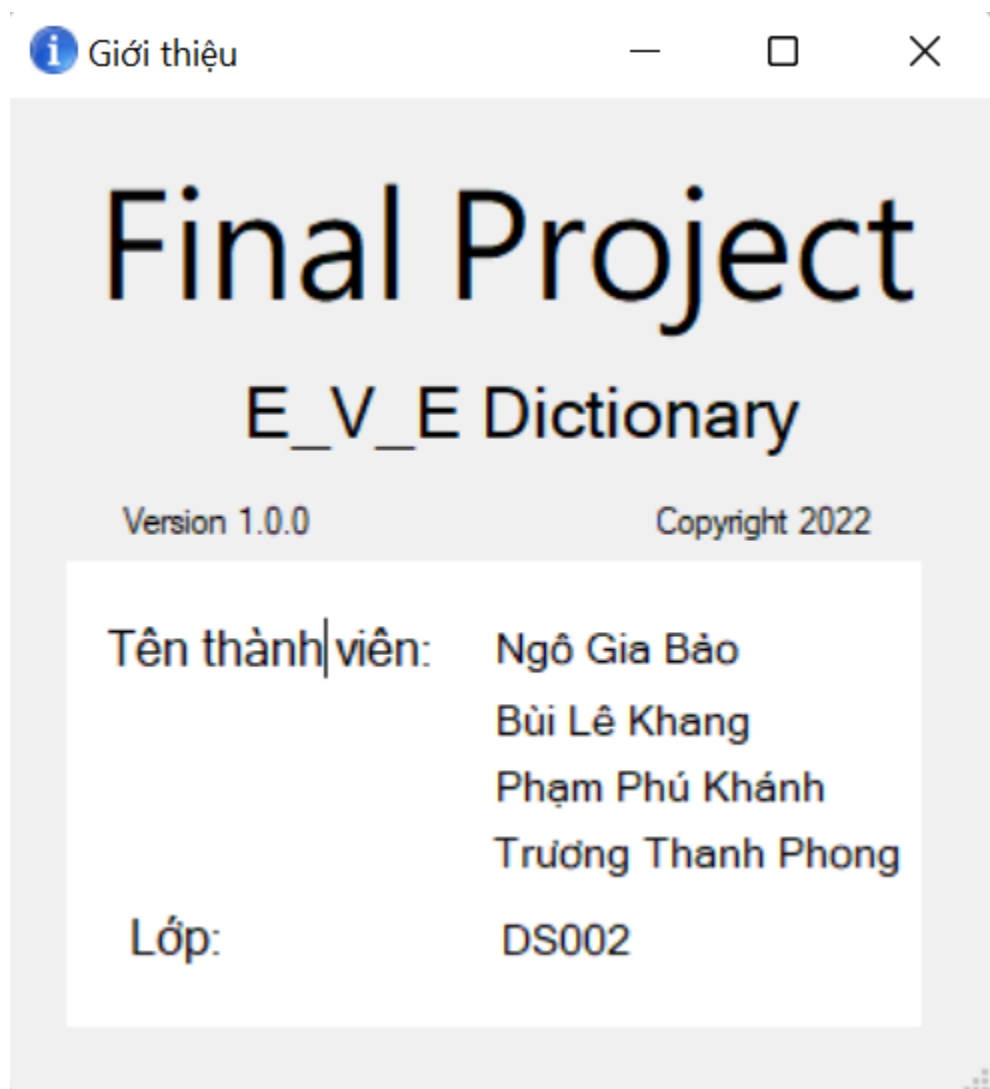 Giới thiệu
Final Project
E_V_E Dictionary
Version 1.0.0 Copyright 2022
Tên thành viên: Ngô Gia Bảo
Bùi Lê Khang
Phạm Phú Khánh
Trương Thanh Phong
Lớp: DS002